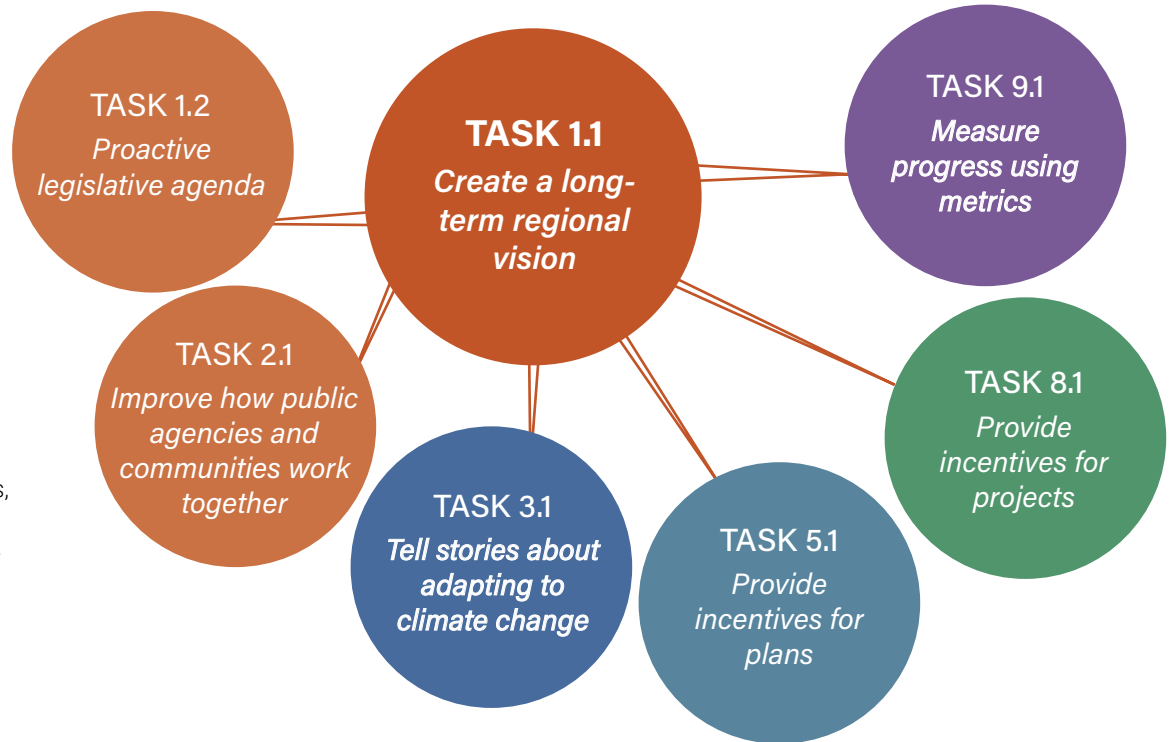 TASK 1.2
Proactive
legislative agenda
TASK 1.1
Create a long-
term regional
vision
TASK 9.1
Measure
progress using
metrics
TASK 2.1
Improve how public
agencies and
communities work
together
TASK 3.1
Tell stories about
adapting to
climate change
TASK 5.1
Provide
incentives for
plans
TASK 8.1
Provide
incentives for
projects